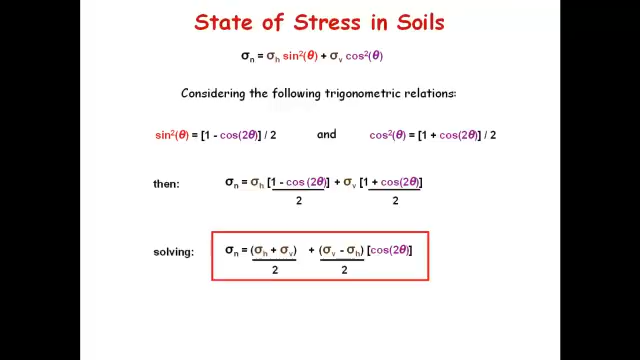 State of Stress in Soils
σn = σh sin²(θ) + σv cos²(θ)
Considering the following trigonometric relations:
sin²(θ) = [1 - cos(2θ)] / 2 and cos²(θ) = [1 + cos(2θ)] / 2
then: σn = σh [1 - cos (2θ)] + σv [1 + cos(2θ)]
2 2
solving: σn = (σh + σv) + (σv - σh) [cos(2θ)]
2 2